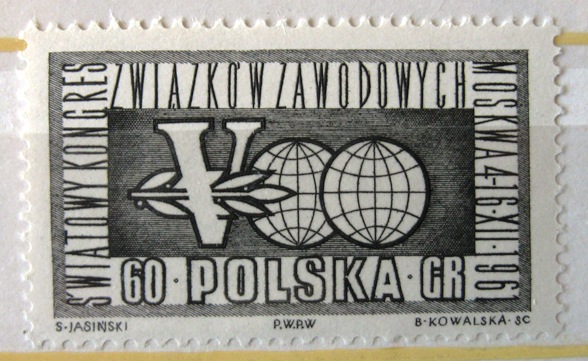 ŚWIATOWY KONGRES
ZWIĄZKÓW ZAWODOWYCH
MOSKWA 4-16·XII·1961
V
60 · POLSKA · GR
S·JASIŃSKI P.W.P.W B·KOWALSKA·SC